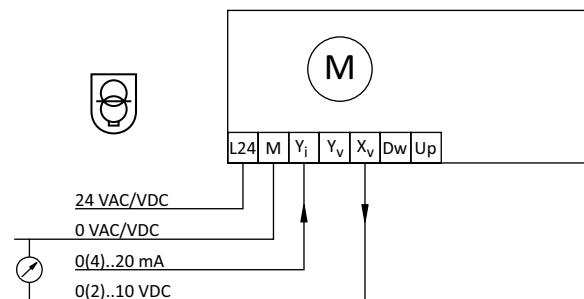 M
L24 M Yi Yv Xv Dw Up
24 VAC/VDC
0 VAC/VDC
0(4)..20 mA
0(2)..10 VDC